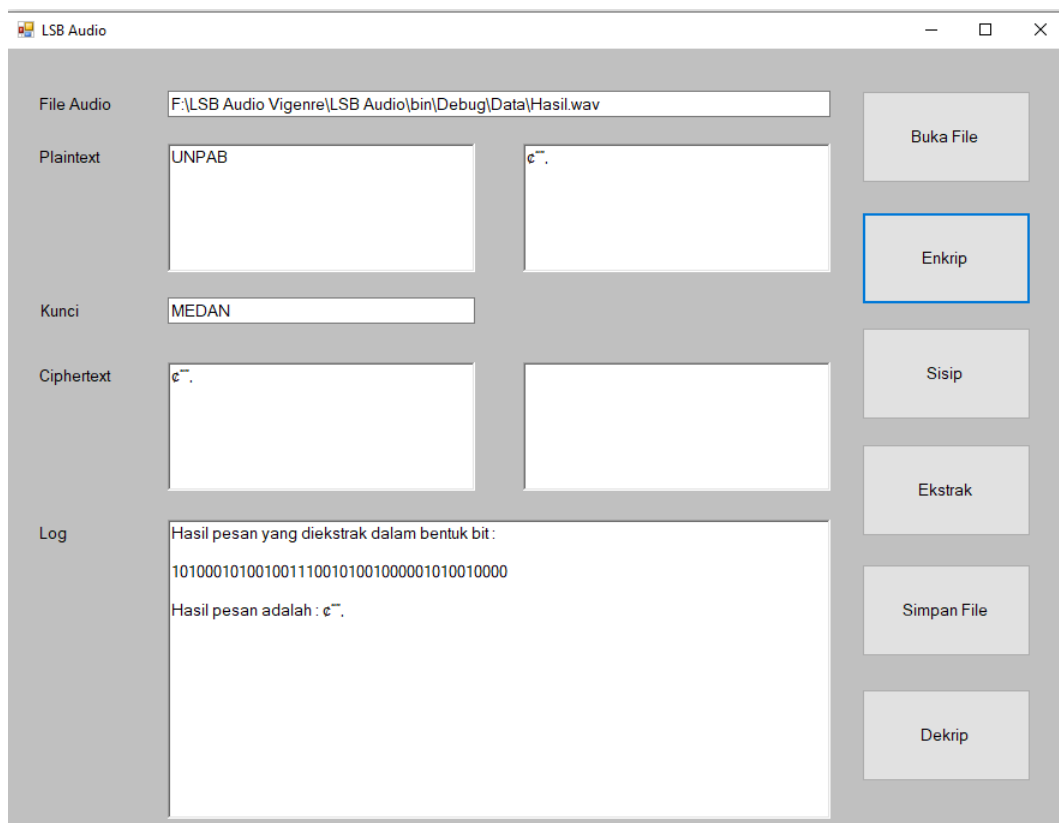 LSB Audio
File Audio
F:\LSB Audio Vigenre\LSB Audio\bin\Debug\Data\Hasil.wav
Buka File
Plaintext
UNPAB
¢“”‚
Enkrip
Kunci
MEDAN
Ciphertext
¢“”‚
Sisip
Ekstrak
Log
Hasil pesan yang diekstrak dalam bentuk bit :
1010001010010011100101001000001010010000
Hasil pesan adalah : ¢“”‚
Simpan File
Dekrip